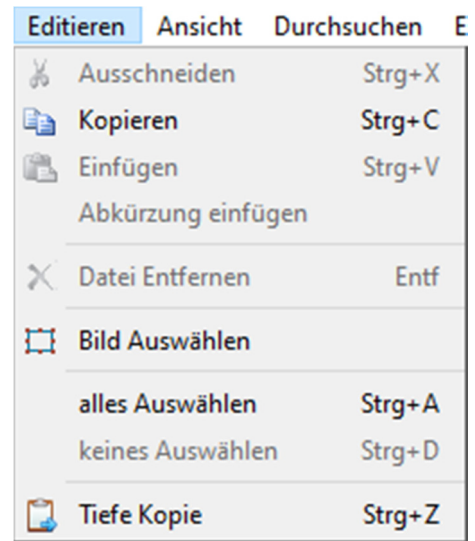 Editieren Ansicht Durchsuchen
Ausschneiden Strg+X
Kopieren Strg+C
Einfügen Strg+V
Abkürzung einfügen
Datei Entfernen Entf
Bild Auswählen
alles Auswählen Strg+A
keines Auswählen Strg+D
Tiefe Kopie Strg+Z